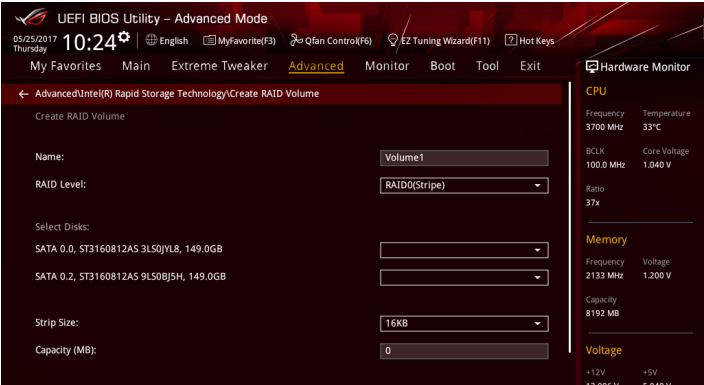 UEFI BIOS Utility – Advanced Mode
05/25/2017 Thursday 10:24 English MyFavorite(F3) Qfan Control(F6) EZ Tuning Wizard(F11) ? Hot Keys
My Favorites Main Extreme Tweaker Advanced Monitor Boot Tool Exit
Hardware Monitor
← Advanced\Intel(R) Rapid Storage Technology\Create RAID Volume
Create RAID Volume
Name: Volume1
RAID Level: RAID0(Stripe)
Select Disks:
SATA 0.0, ST3160812AS 3LS0JYL8, 149.0GB
SATA 0.2, ST3160812AS 9LS0BJ5H, 149.0GB
Strip Size: 16KB
Capacity (MB): 0
CPU
Frequency Temperature
3700 MHz 33°C
BCLK Core Voltage
100.0 MHz 1.040 V
Ratio
37x
Memory
Frequency Voltage
2133 MHz 1.200 V
Capacity
8192 MB
Voltage
+12V +5V